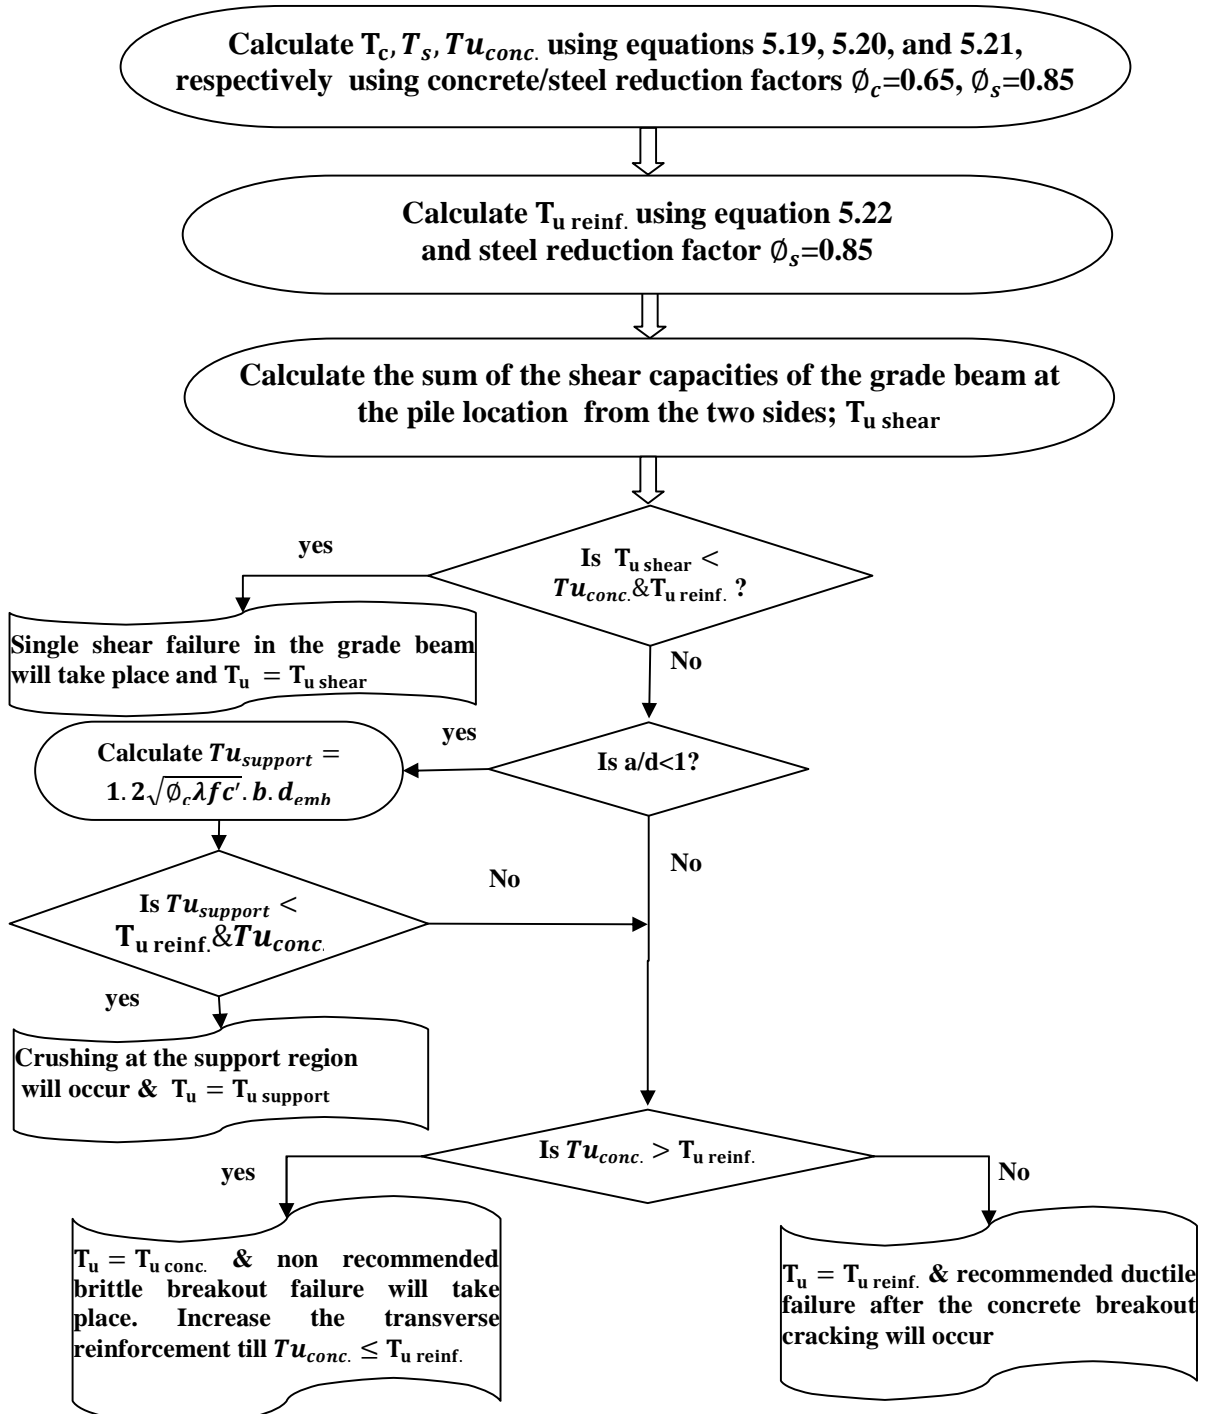 Calculate T_c, T_s, Tu_conc. using equations 5.19, 5.20, and 5.21,
respectively using concrete/steel reduction factors ∅_c=0.65, ∅_s=0.85
Calculate T_u reinf. using equation 5.22
and steel reduction factor ∅_s=0.85
Calculate the sum of the shear capacities of the grade beam at
the pile location from the two sides; T_u shear
yes
Is T_u shear <
Tu_conc.&T_u reinf. ?
Single shear failure in the grade beam
will take place and T_u = T_u shear
No
Calculate Tu_support =
1.2√∅_cλfc′.b.d_emb
yes
Is a/d<1?
No
No
Is Tu_support <
T_u reinf.&Tu_conc.
yes
Crushing at the support region
will occur & T_u = T_u support
Is Tu_conc. > T_u reinf.
yes
No
T_u = T_u conc. & non recommended
brittle breakout failure will take
place. Increase the transverse
reinforcement till Tu_conc. ≤ T_u reinf.
T_u = T_u reinf. & recommended ductile
failure after the concrete breakout
cracking will occur